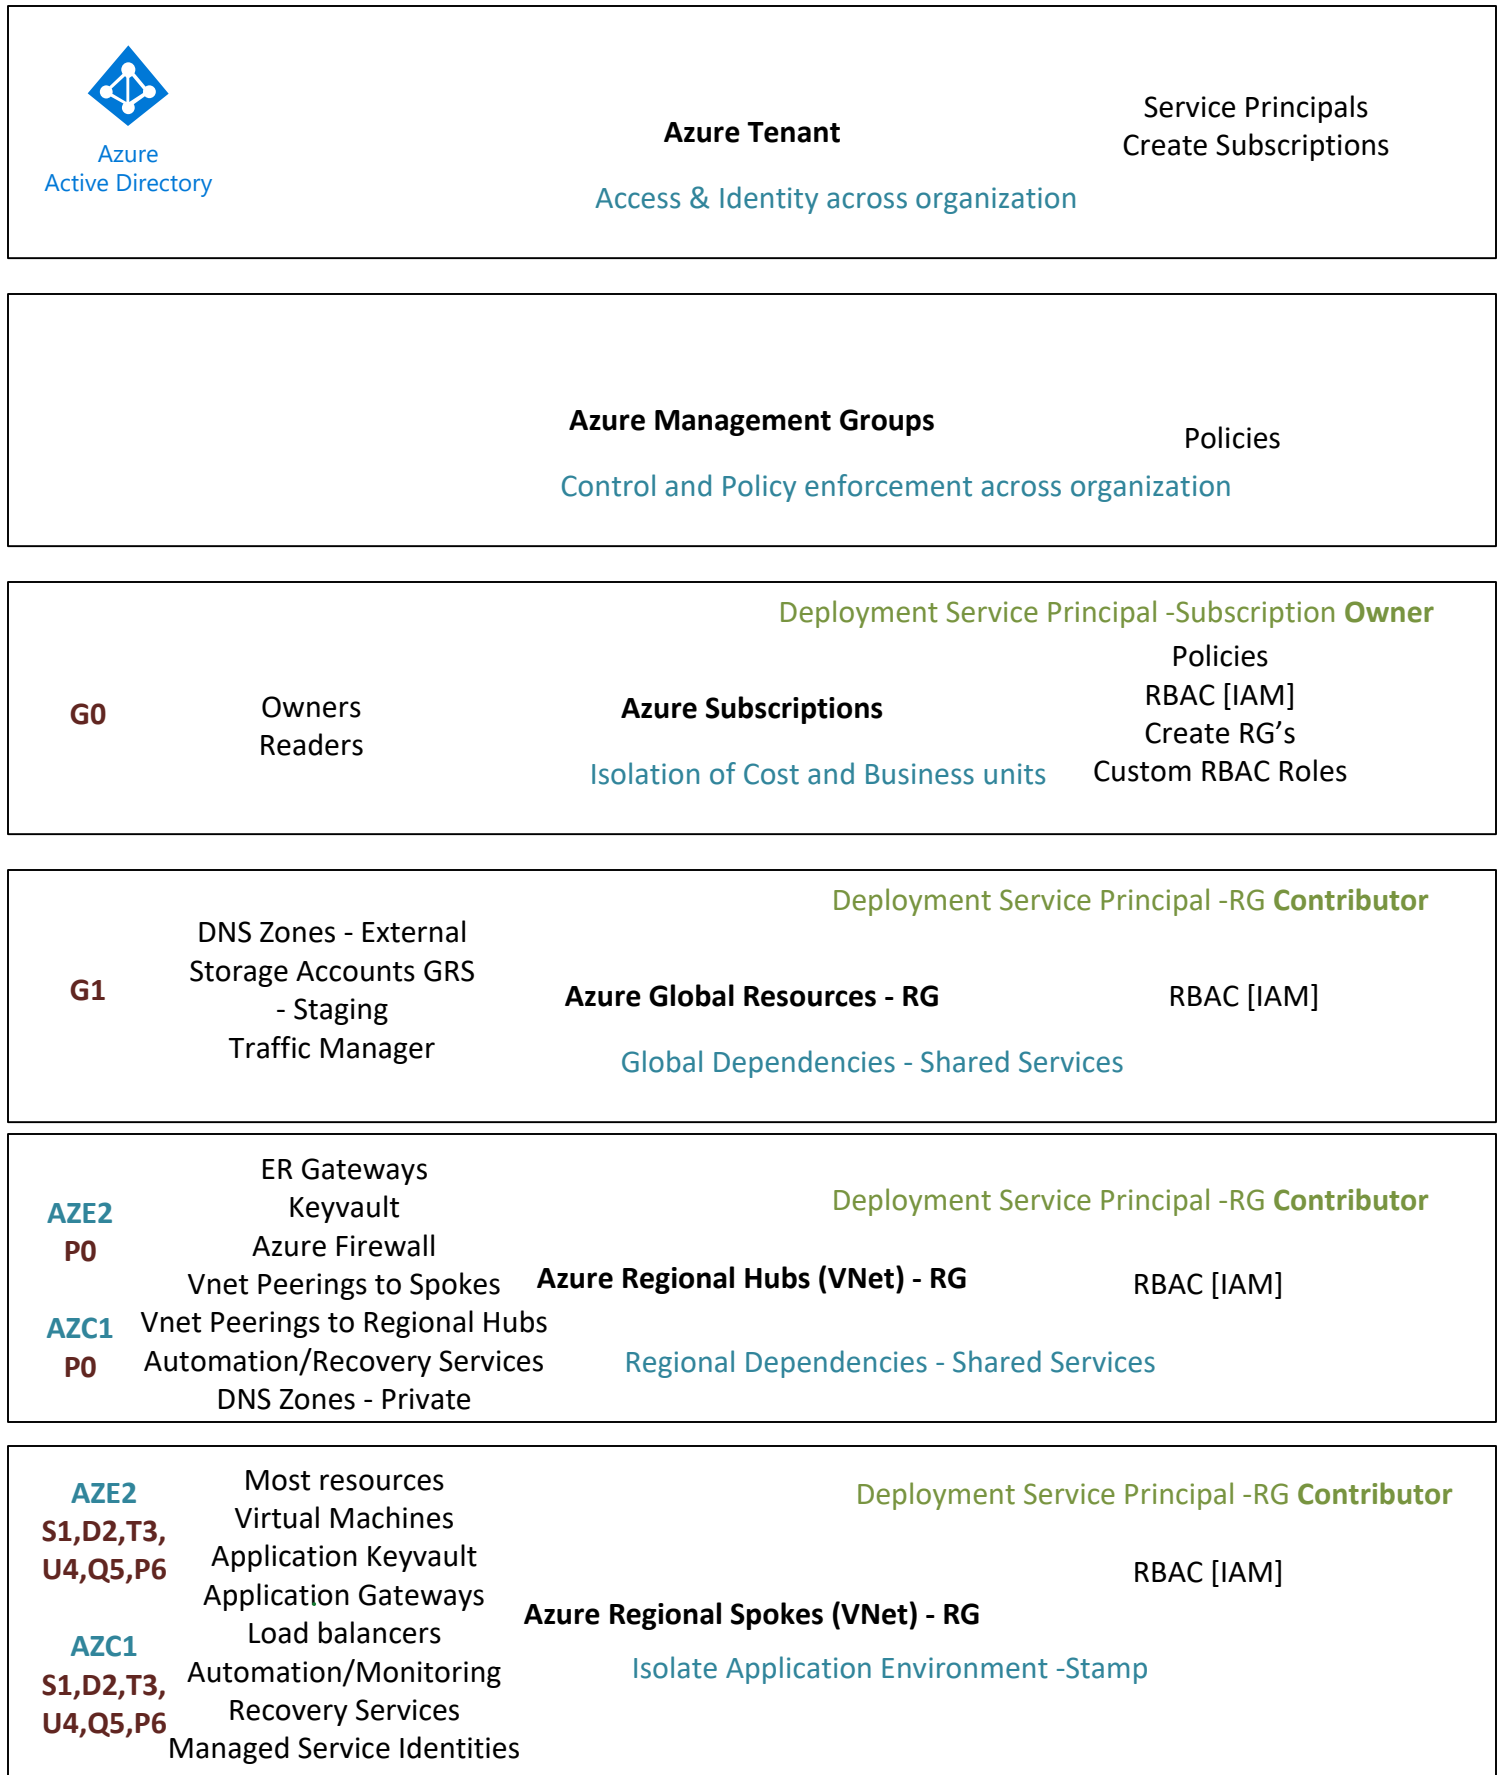 Azure
Active Directory
Azure Tenant
Access & Identity across organization
Service Principals
Create Subscriptions
Azure Management Groups
Control and Policy enforcement across organization
Policies
Deployment Service Principal -Subscription Owner
G0
Owners
Readers
Azure Subscriptions
Isolation of Cost and Business units
Policies
RBAC [IAM]
Create RG’s
Custom RBAC Roles
Deployment Service Principal -RG Contributor
G1
DNS Zones - External
Storage Accounts GRS
- Staging
Traffic Manager
Azure Global Resources - RG
Global Dependencies - Shared Services
RBAC [IAM]
Deployment Service Principal -RG Contributor
AZE2
P0
AZC1
P0
ER Gateways
Keyvault
Azure Firewall
Vnet Peerings to Spokes
Vnet Peerings to Regional Hubs
Automation/Recovery Services
DNS Zones - Private
Azure Regional Hubs (VNet) - RG
Regional Dependencies - Shared Services
RBAC [IAM]
Deployment Service Principal -RG Contributor
AZE2
S1,D2,T3,
U4,Q5,P6
AZC1
S1,D2,T3,
U4,Q5,P6
Most resources
Virtual Machines
Application Keyvault
Application Gateways
Load balancers
Automation/Monitoring
Recovery Services
Managed Service Identities
Azure Regional Spokes (VNet) - RG
Isolate Application Environment -Stamp
RBAC [IAM]